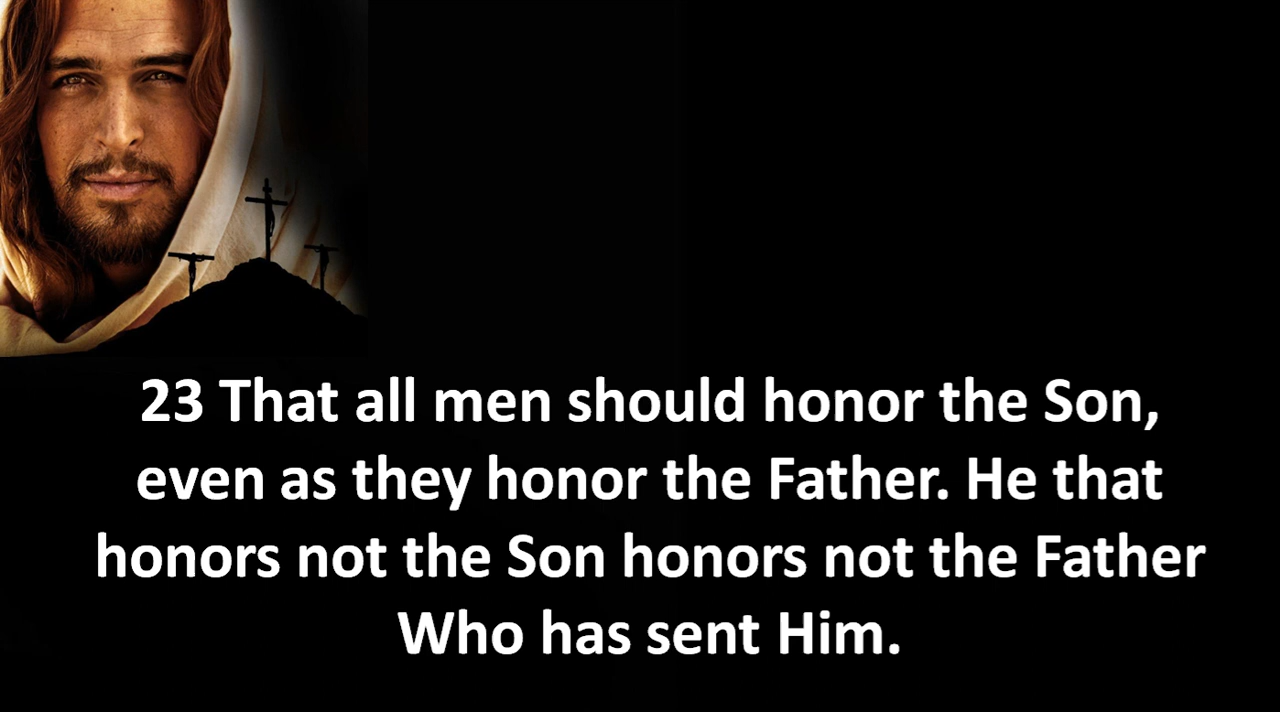 23 That all men should honor the Son,
even as they honor the Father. He that
honors not the Son honors not the Father
Who has sent Him.